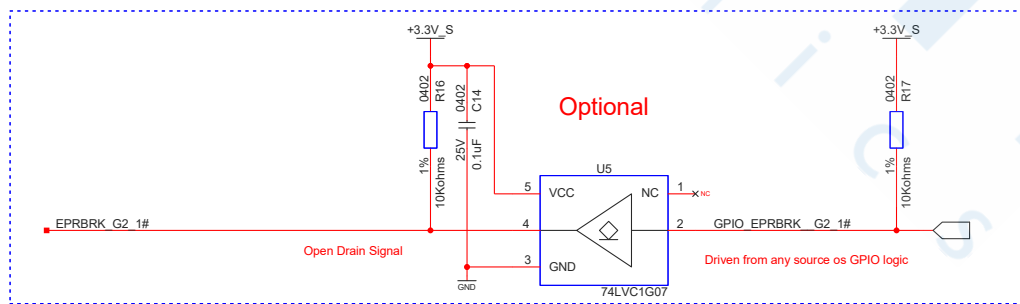 +3.3V_S
+3.3V_S
0402
R16
1%
10Kohms
0402
C14
25V
0.1uF
Optional
0402
R17
1%
10Kohms
U5
5
VCC
NC
1
NC
EPRBRK_G2_1#
4
2
GPIO_EPRBRK__G2_1#
Open Drain Signal
3
GND
Driven from any source os GPIO logic
GND
74LVC1G07